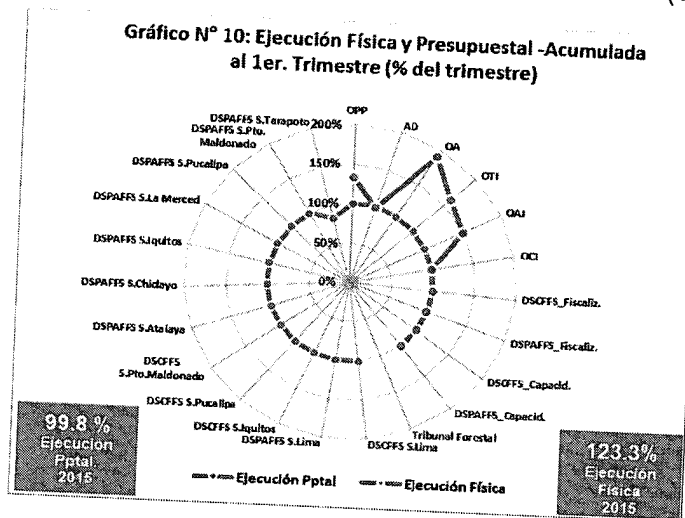 Gráfico N° 10: Ejecución Física y Presupuestal -Acumulada
al 1er. Trimestre (% del trimestre)
OPP
AD
OA
OTI
OAJ
OCI
DSCFFS_Fiscaliz.
DSPAFFS_Fiscaliz.
DSCFFS_Capacid.
DSPAFFS_Capacid.
Tribunal Forestal
DSCFFS S.Lima
DSPAFFS S.Lima
DSCFFS S.Iquitos
DSCFFS S.Pucallpa
DSCFFS
S.Pto.Maldonado
DSPAFFS S.Atalaya
DSPAFFS S.Chiclayo
DSPAFFS S.Iquitos
DSPAFFS S.La Merced
DSPAFFS S.Pucallpa
DSPAFFS S.Pto.
Maldonado
DSPAFFS S.Tarapoto
200%
150%
100%
50%
0%
99.8 %
Ejecución
Pptal.
2015
Ejecución Pptal
Ejecución Física
123.3%
Ejecución
Física
2015